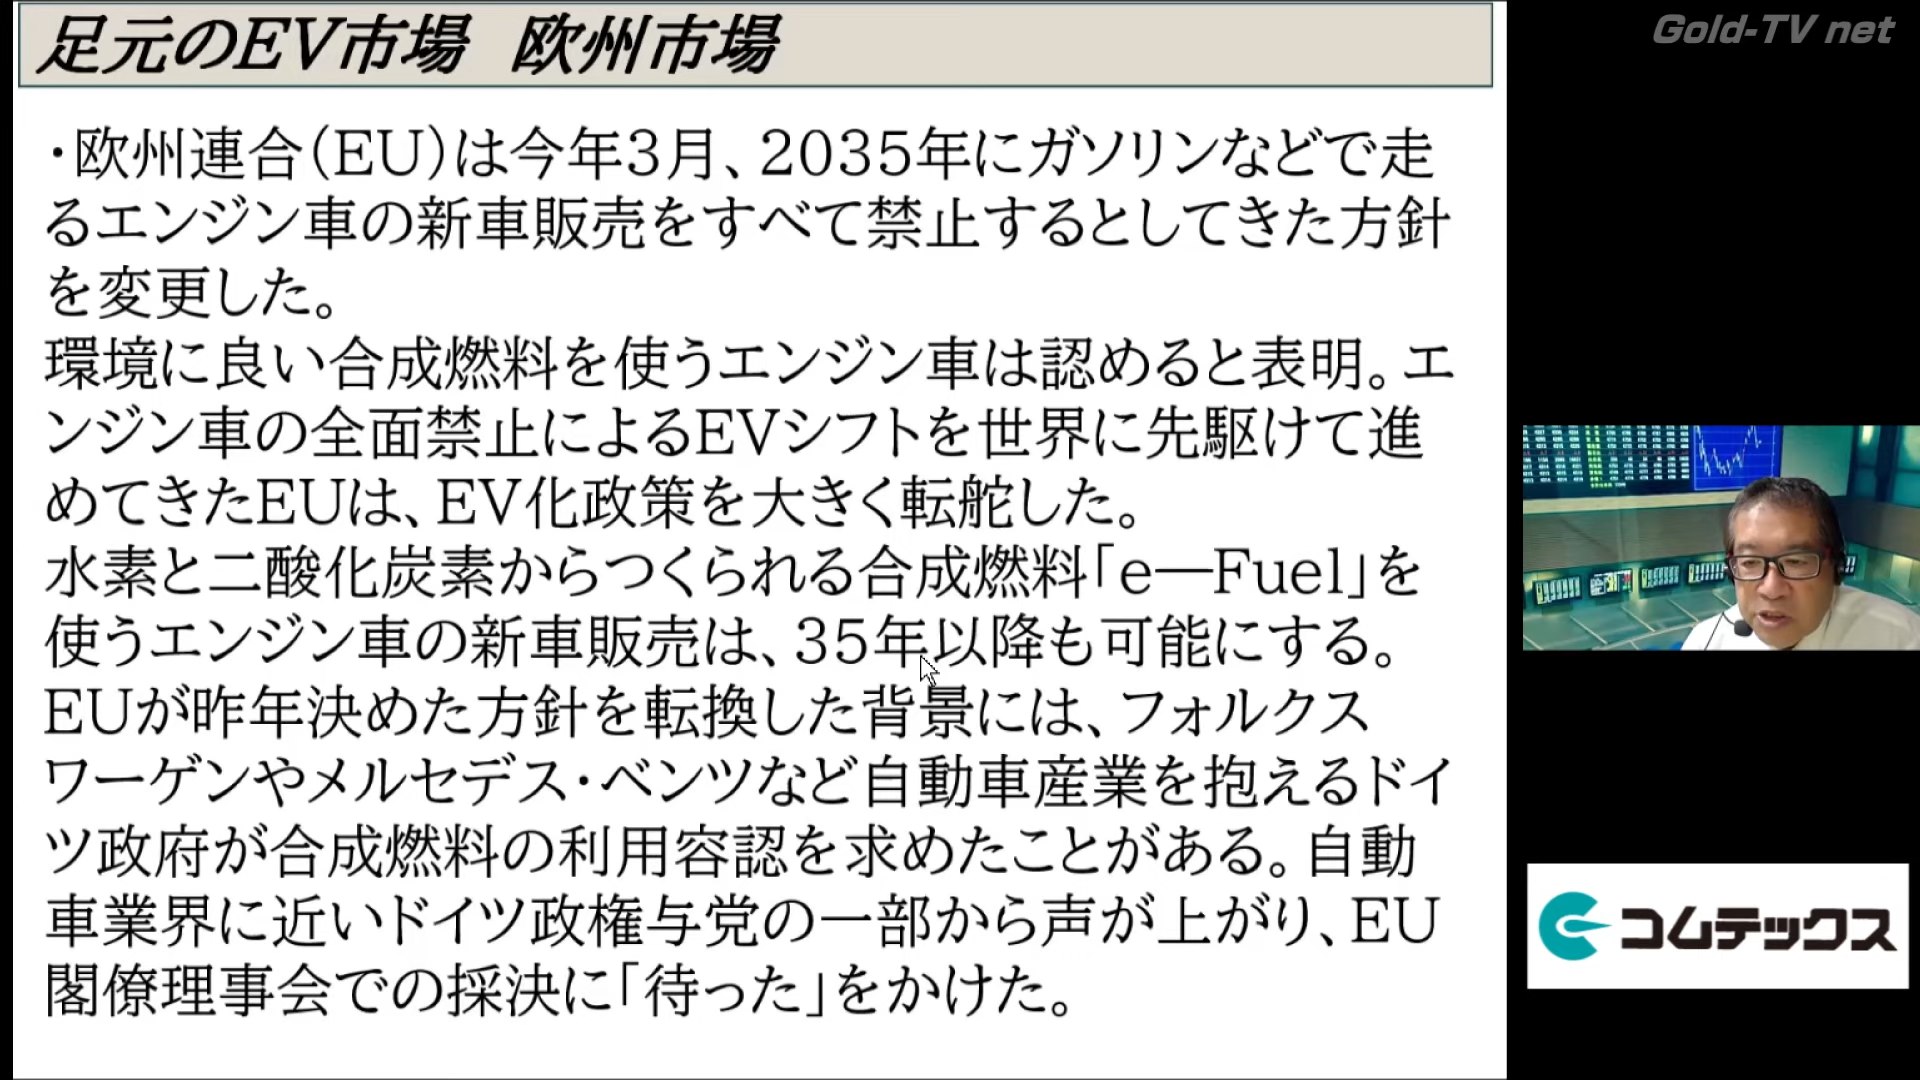 足元のEV市場　欧州市場
Gold-TV net
・欧州連合（EU）は今年3月、2035年にガソリンなどで走
るエンジン車の新車販売をすべて禁止するとしてきた方針
を変更した。
環境に良い合成燃料を使うエンジン車は認めると表明。エ
ンジン車の全面禁止によるEVシフトを世界に先駆けて進
めてきたEUは、EV化政策を大きく転舵した。
水素と二酸化炭素からつくられる合成燃料「e―Fuel」を
使うエンジン車の新車販売は、35年以降も可能にする。
EUが昨年決めた方針を転換した背景には、フォルクス
ワーゲンやメルセデス・ベンツなど自動車産業を抱えるドイ
ツ政府が合成燃料の利用容認を求めたことがある。自動
車業界に近いドイツ政権与党の一部から声が上がり、EU
閣僚理事会での採決に「待った」をかけた。
コムテックス